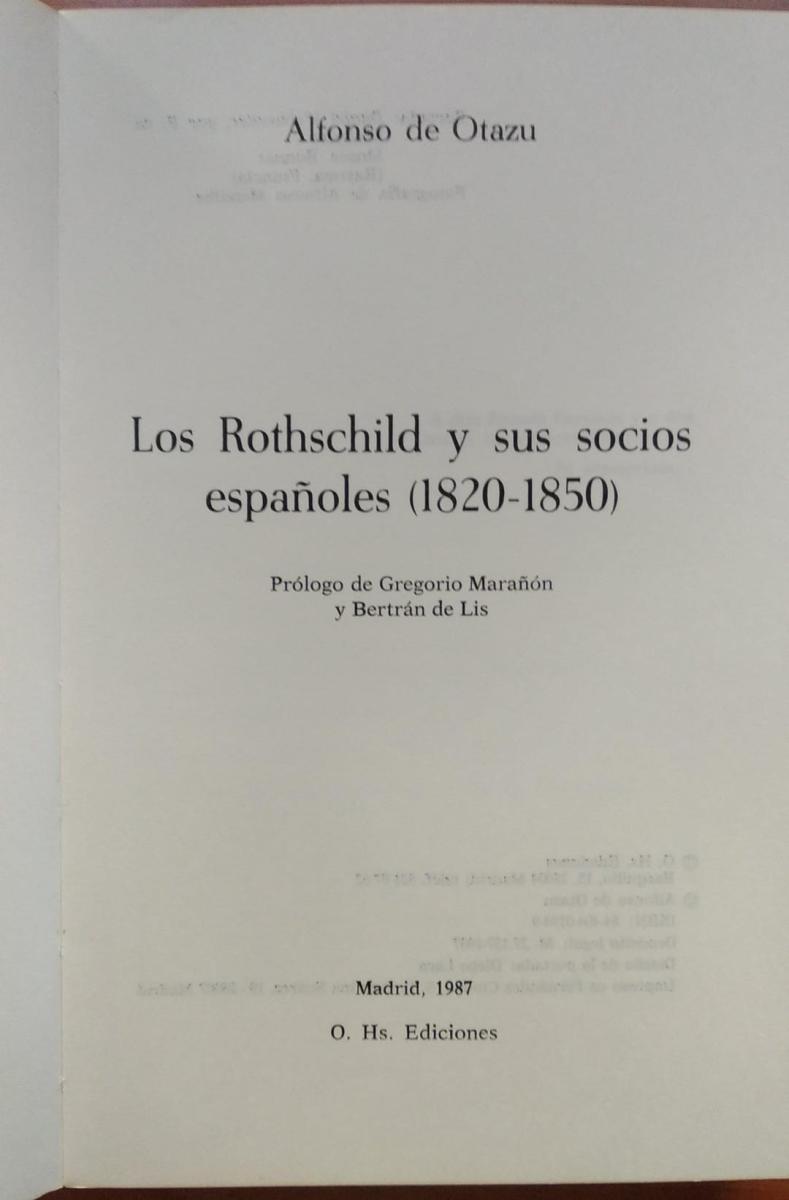 Alfonso de Otazu
Los Rothschild y sus socios
españoles (1820-1850)
Prólogo de Gregorio Marañón
y Bertrán de Lis
Madrid, 1987
O. Hs. Ediciones